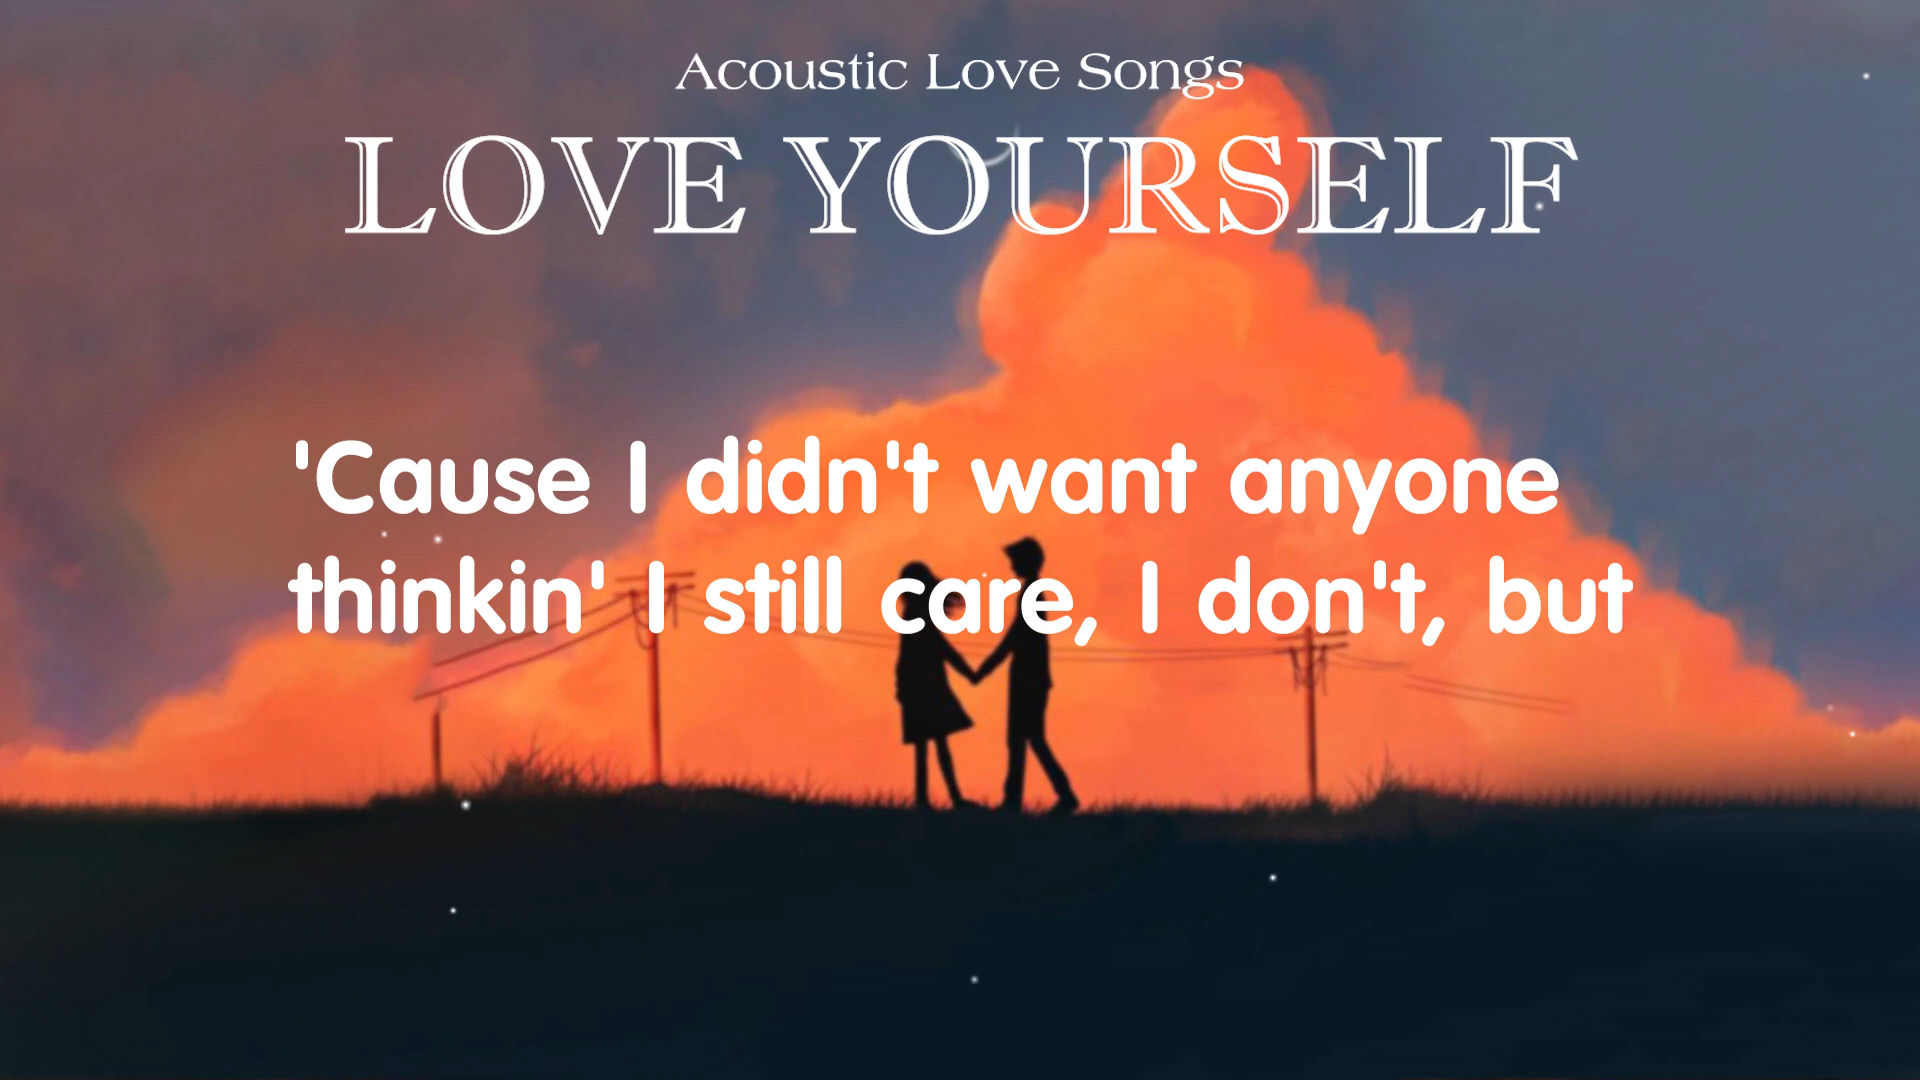 Acoustic Love Songs
LOVE YOURSELF
'Cause I didn't want anyone
thinkin' I still care, I don't, but